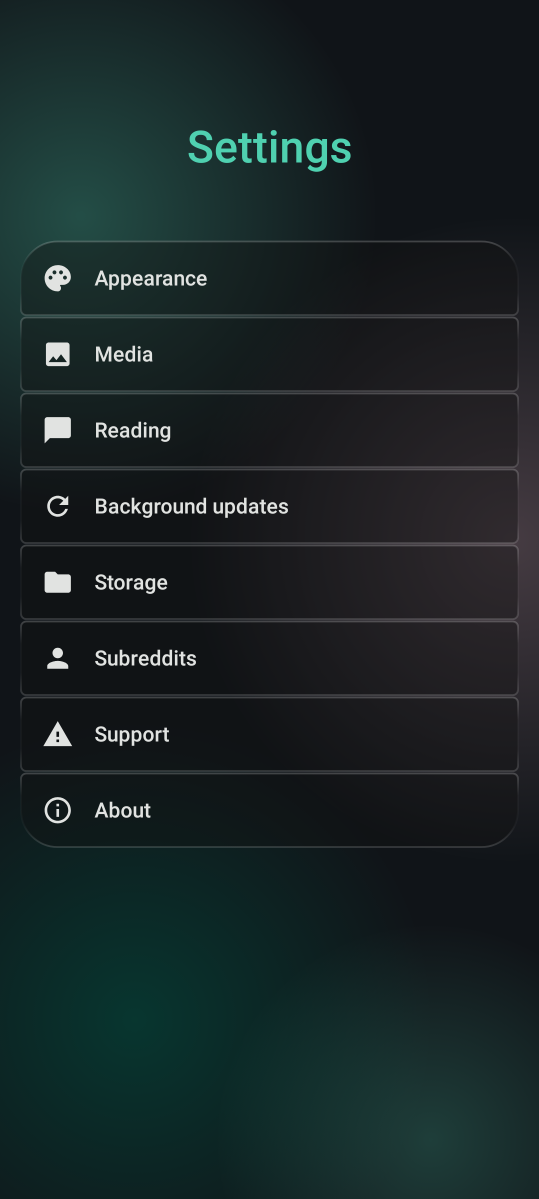 Settings
Appearance
Media
Reading
Background updates
Storage
Subreddits
Support
About